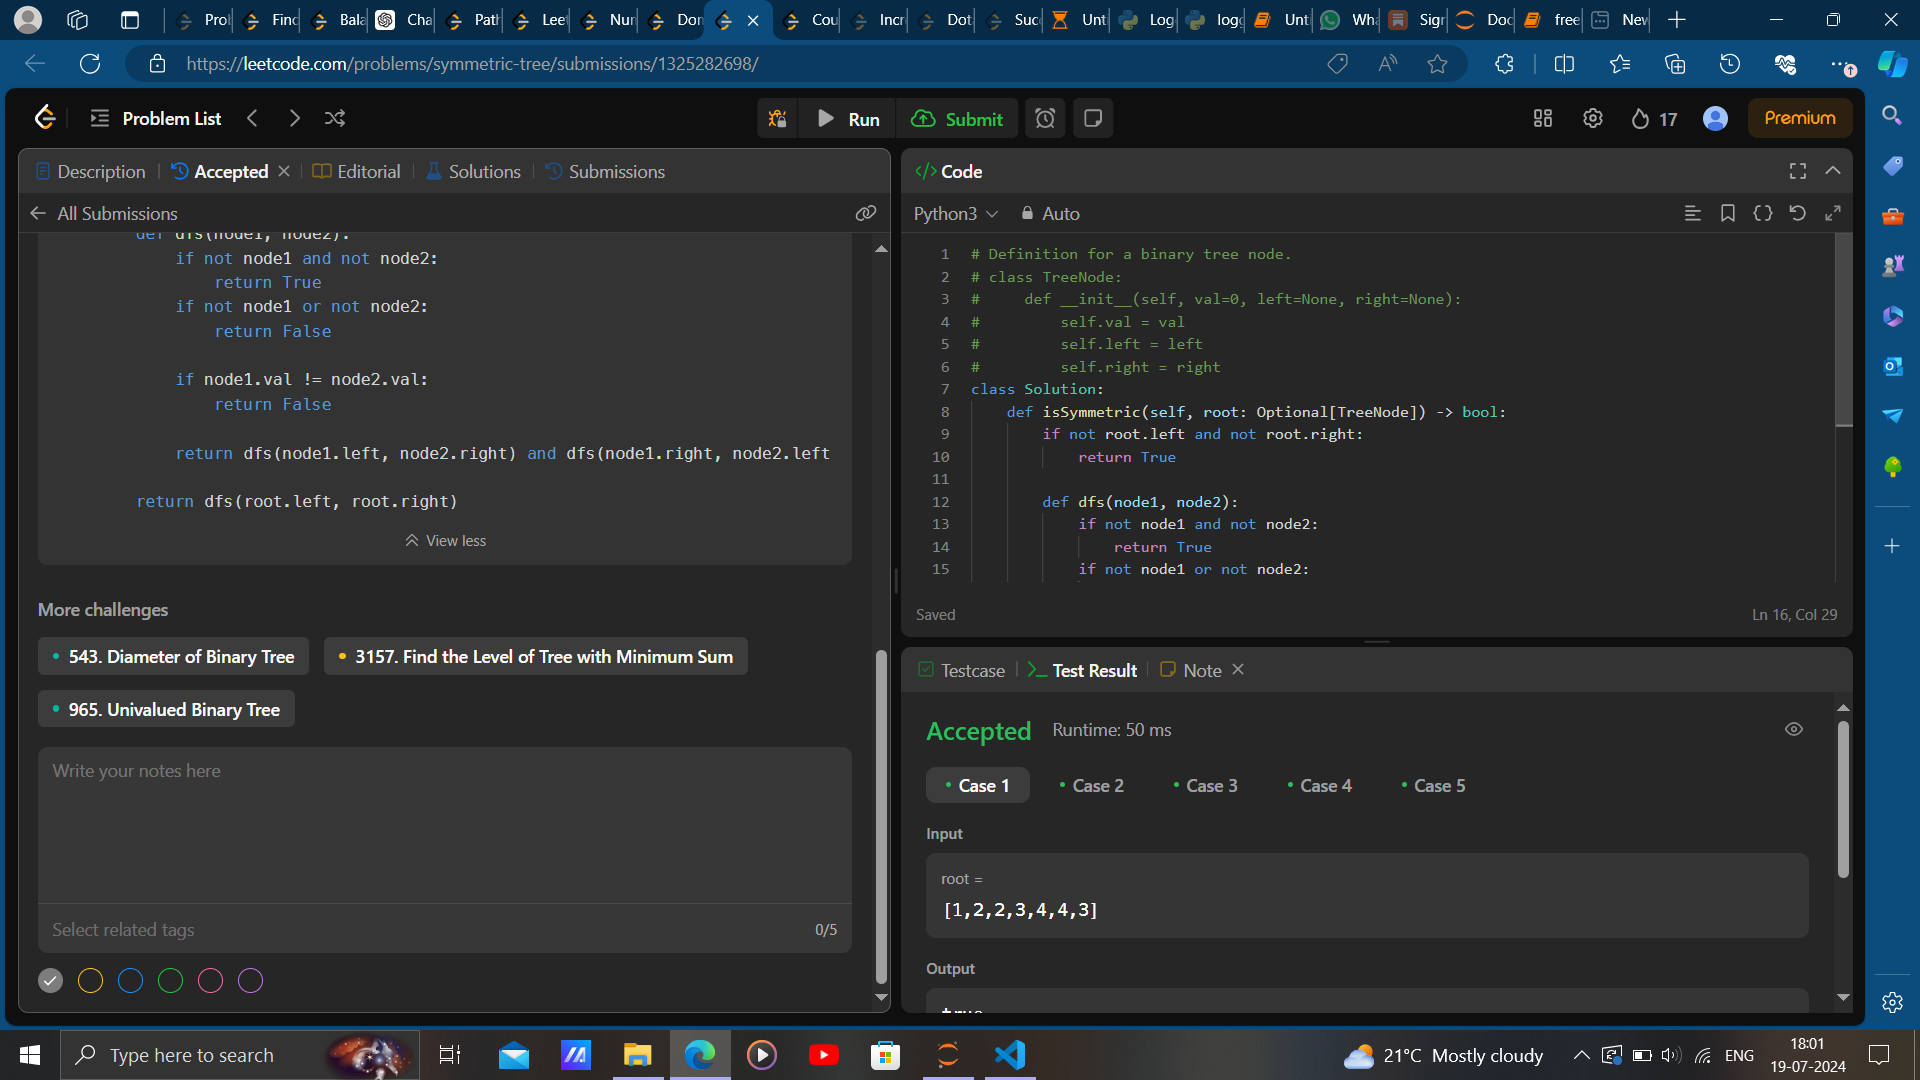 Prol
Find
Bala
Cha
Path
Leet
Nun
Don
Cou
Incr
Dot
Succ
Unti
Log
logg
Unti
Wha
Sign
Doc
free
New
https://leetcode.com/problems/symmetric-tree/submissions/1325282698/
Problem List
Run
Submit
17
Premium
Description
Accepted
Editorial
Solutions
Submissions
All Submissions
def dfs(node1, node2):
if not node1 and not node2:
return True
if not node1 or not node2:
return False
if node1.val != node2.val:
return False
return dfs(node1.left, node2.right) and dfs(node1.right, node2.left
return dfs(root.left, root.right)
View less
More challenges
543. Diameter of Binary Tree
3157. Find the Level of Tree with Minimum Sum
965. Univalued Binary Tree
Write your notes here
Select related tags
0/5
</> Code
Python3
Auto
1 # Definition for a binary tree node.
2 # class TreeNode:
3 #     def __init__(self, val=0, left=None, right=None):
4 #         self.val = val
5 #         self.left = left
6 #         self.right = right
7 class Solution:
8     def isSymmetric(self, root: Optional[TreeNode]) -> bool:
9         if not root.left and not root.right:
10             return True
11
12         def dfs(node1, node2):
13             if not node1 and not node2:
14                 return True
15             if not node1 or not node2:
Saved
Ln 16, Col 29
Testcase
Test Result
Note
Accepted
Runtime: 50 ms
Case 1
Case 2
Case 3
Case 4
Case 5
Input
root =
[1,2,2,3,4,4,3]
Output
true
Type here to search
21°C Mostly cloudy
ENG
18:01
19-07-2024